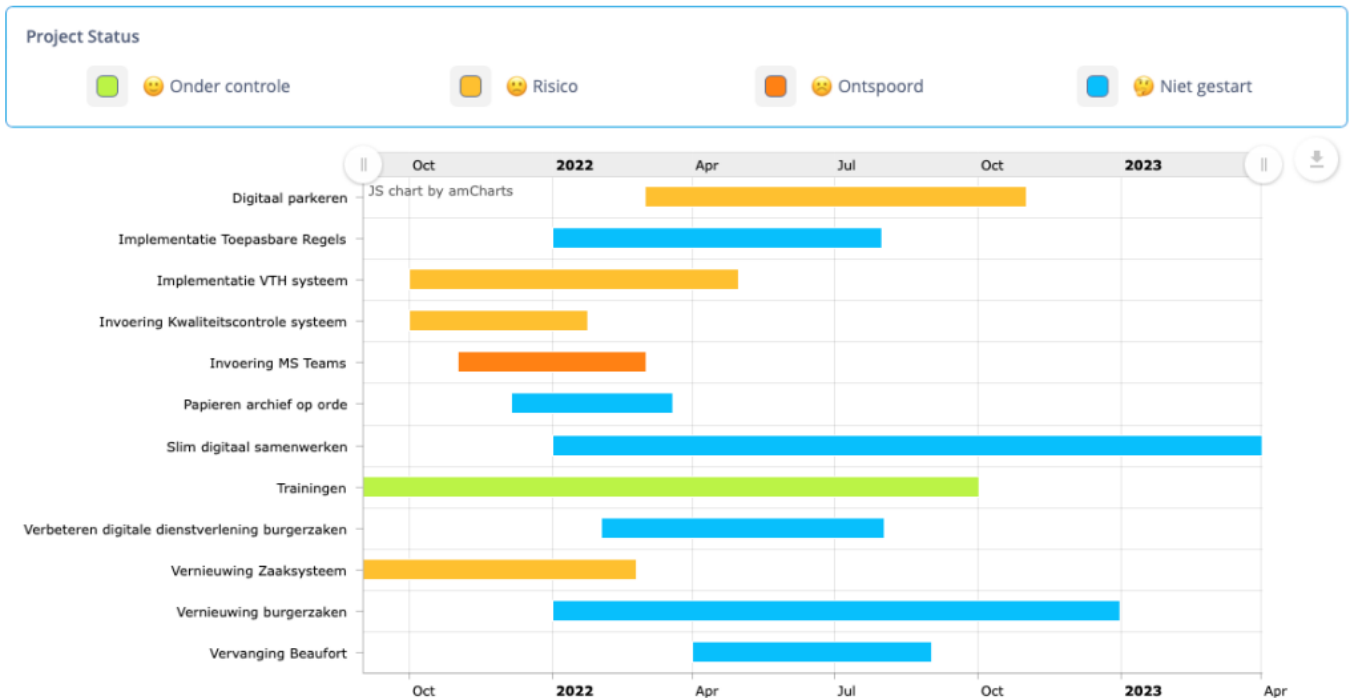 Project Status
Onder controle
Risico
Ontspoord
Niet gestart
Oct 2022 Apr Jul Oct 2023
JS chart by amCharts
Digitaal parkeren
Implementatie Toepasbare Regels
Implementatie VTH systeem
Invoering Kwaliteitscontrole systeem
Invoering MS Teams
Papieren archief op orde
Slim digitaal samenwerken
Trainingen
Verbeteren digitale dienstverlening burgerzaken
Vernieuwing Zaaksysteem
Vernieuwing burgerzaken
Vervanging Beaufort
Oct 2022 Apr Jul Oct 2023 Apr